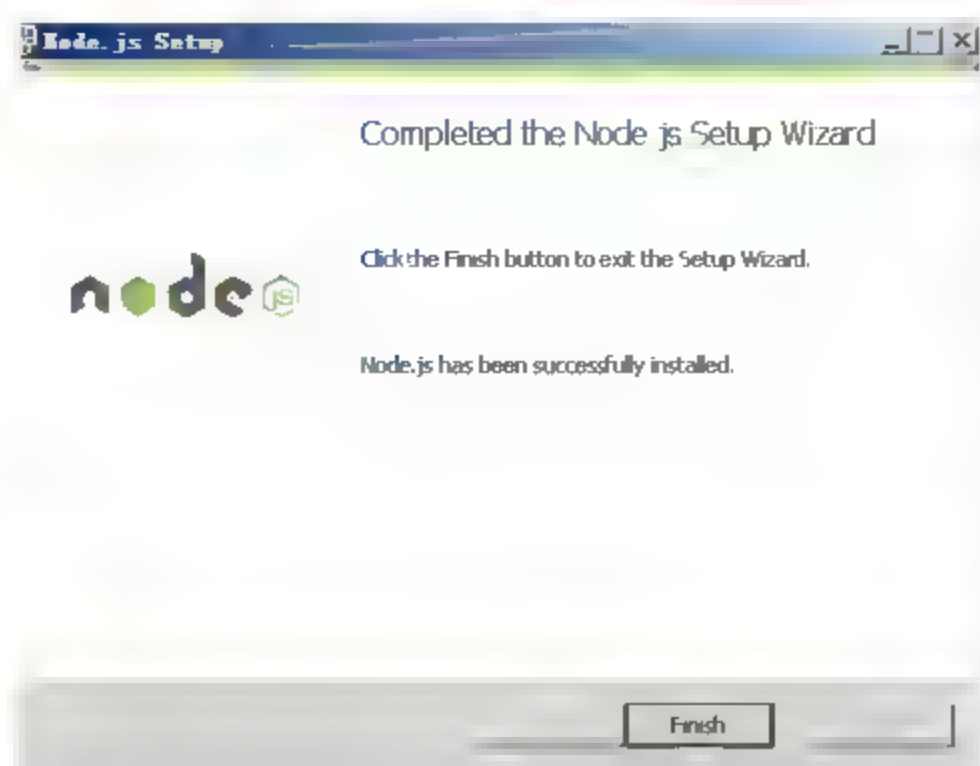 Node.js Setup
Completed the Node.js Setup Wizard
Click the Finish button to exit the Setup Wizard.
node js
Node.js has been successfully installed.
Finish